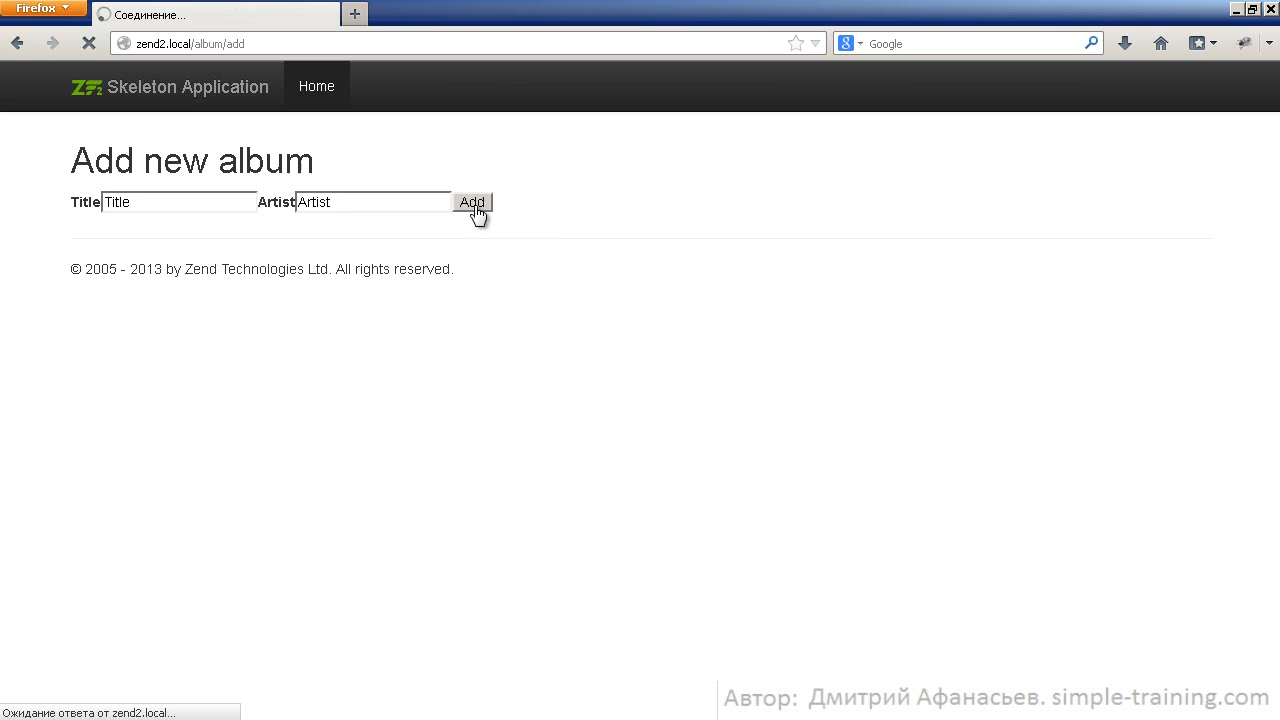 Firefox
Соединение...
zend2.local/album/add
Google
ZF2 Skeleton Application
Home
Add new album
Title Title Artist Artist Add
© 2005 - 2013 by Zend Technologies Ltd. All rights reserved.
Автор: Дмитрий Афанасьев. simple-training.com
Ожидание ответа от zend2.local...